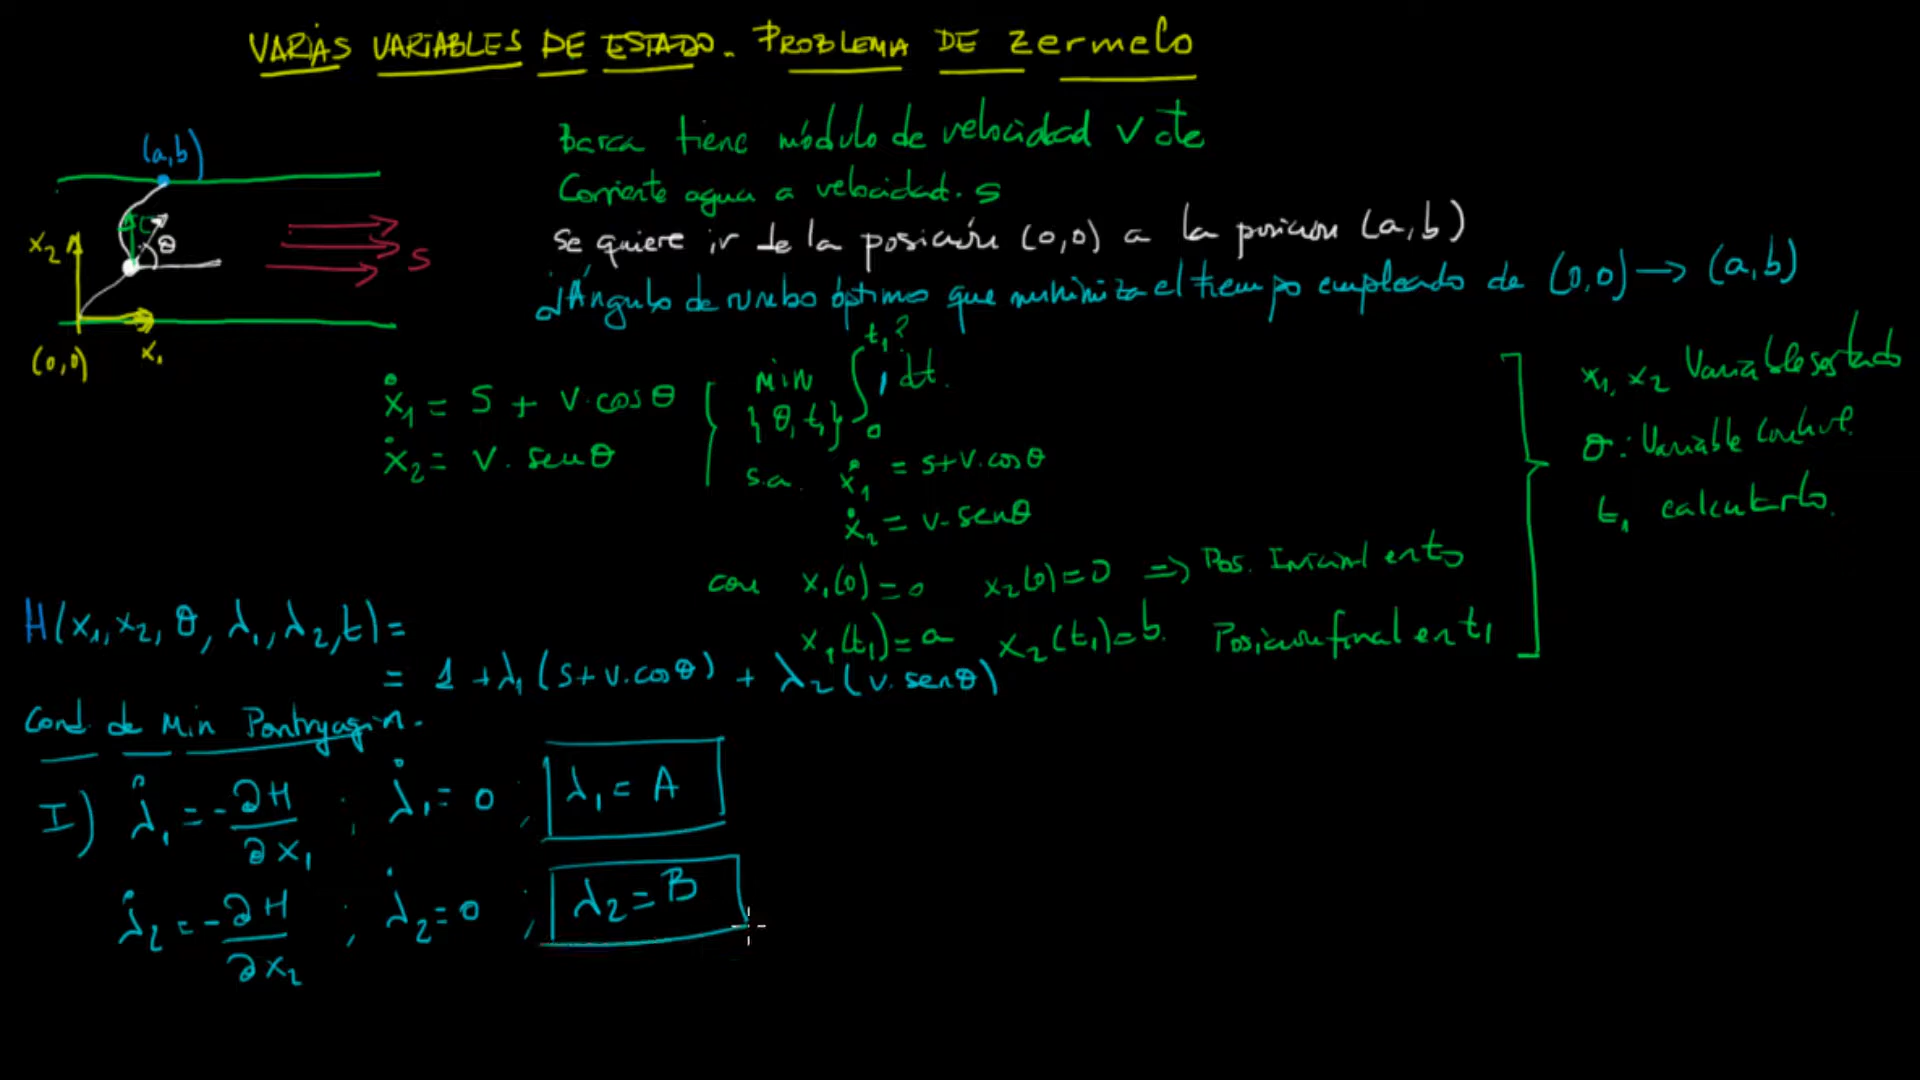 VARIAS VARIABLES DE ESTADO. PROBLEMA DE Zermelo
Barca tiene módulo de velocidad V cte
Corriente agua a velocidad. S
Se quiere ir de la posición (0,0) a la posicion (a,b)
¿Ángulo de rumbo óptimo que minimiza el tiempo empleado de (0,0) → (a,b)
(a,b)
θ
S
x₂
(0,0)
x₁
ẋ₁ = S + V·cosθ
ẋ₂ = V·senθ
min {θ,t₁} ∫₀^{t₁?} 1 dt.
s.a. ẋ₁ = s+v·cosθ
ẋ₂ = v·senθ
con x₁(0)=0 x₂(0)=0 => Pos. Inicial en t₀
x₁(t₁)=a x₂(t₁)=b. Posicion final en t₁
x₁, x₂ Variables estado
θ: Variable
t₁ calcularlo.
H(x₁,x₂,θ,λ₁,λ₂,t)=
= 1 + λ₁(s+v·cosθ) + λ₂(v·senθ)
Cond. de Min Pontryagin.
I) λ̇₁ = -∂H/∂x₁ ; λ̇₁ = 0 ; λ₁ = A
λ̇₂ = -∂H/∂x₂ ; λ̇₂ = 0 ; λ₂ = B